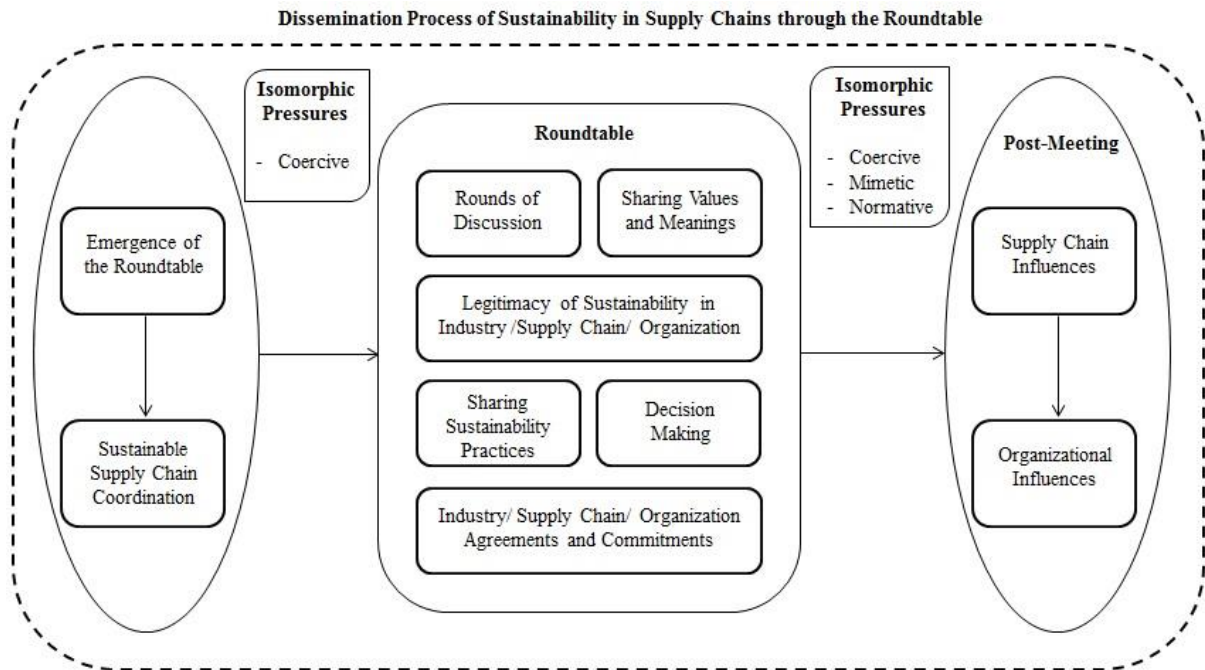 Dissemination Process of Sustainability in Supply Chains through the Roundtable
Emergence of
the Roundtable
Sustainable
Supply Chain
Coordination
Isomorphic
Pressures
- Coercive
Roundtable
Rounds of
Discussion
Sharing Values
and Meanings
Legitimacy of Sustainability in
Industry /Supply Chain/ Organization
Sharing
Sustainability
Practices
Decision
Making
Industry/ Supply Chain/ Organization
Agreements and Commitments
Isomorphic
Pressures
- Coercive
- Mimetic
- Normative
Post-Meeting
Supply Chain
Influences
Organizational
Influences